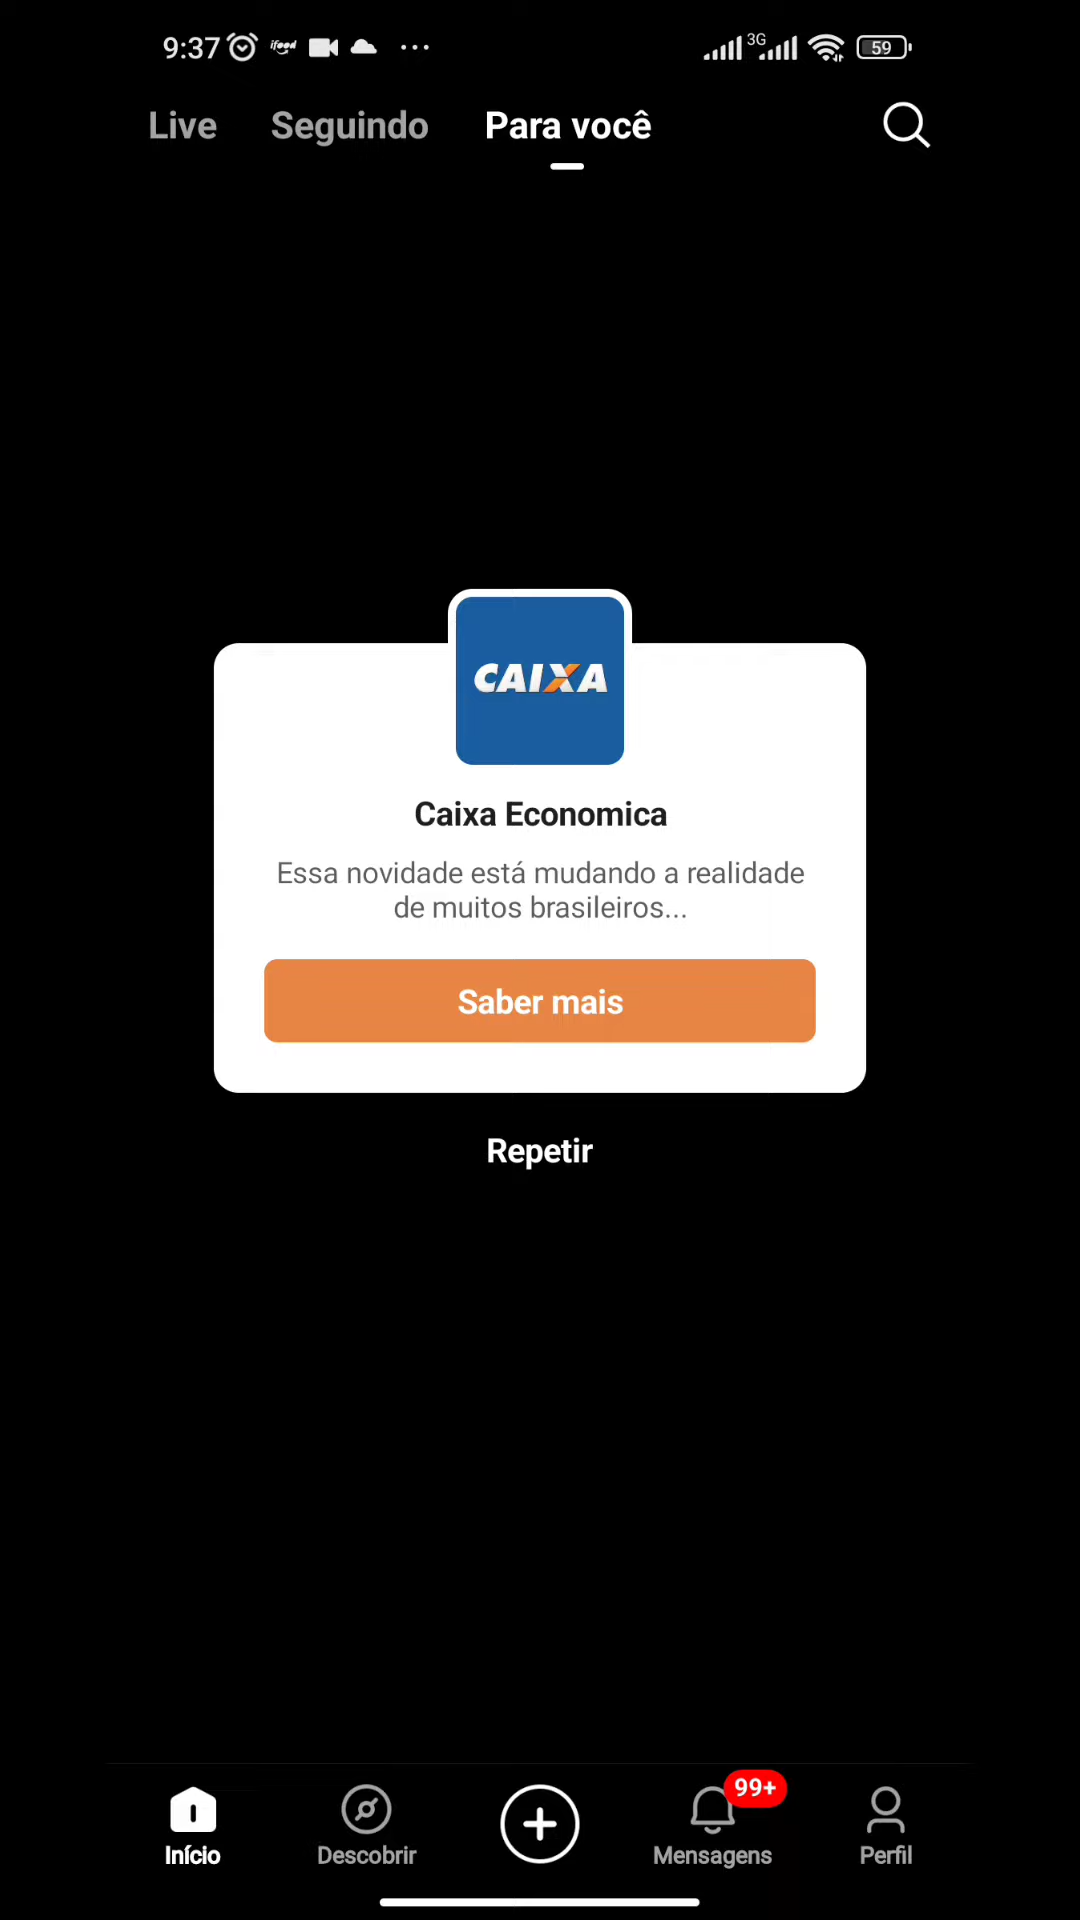 9:37 ifood 3G 59
Live Seguindo Para você
CAIXA
Caixa Economica
Essa novidade está mudando a realidade
de muitos brasileiros...
Saber mais
Repetir
99+
Início Descobrir Mensagens Perfil